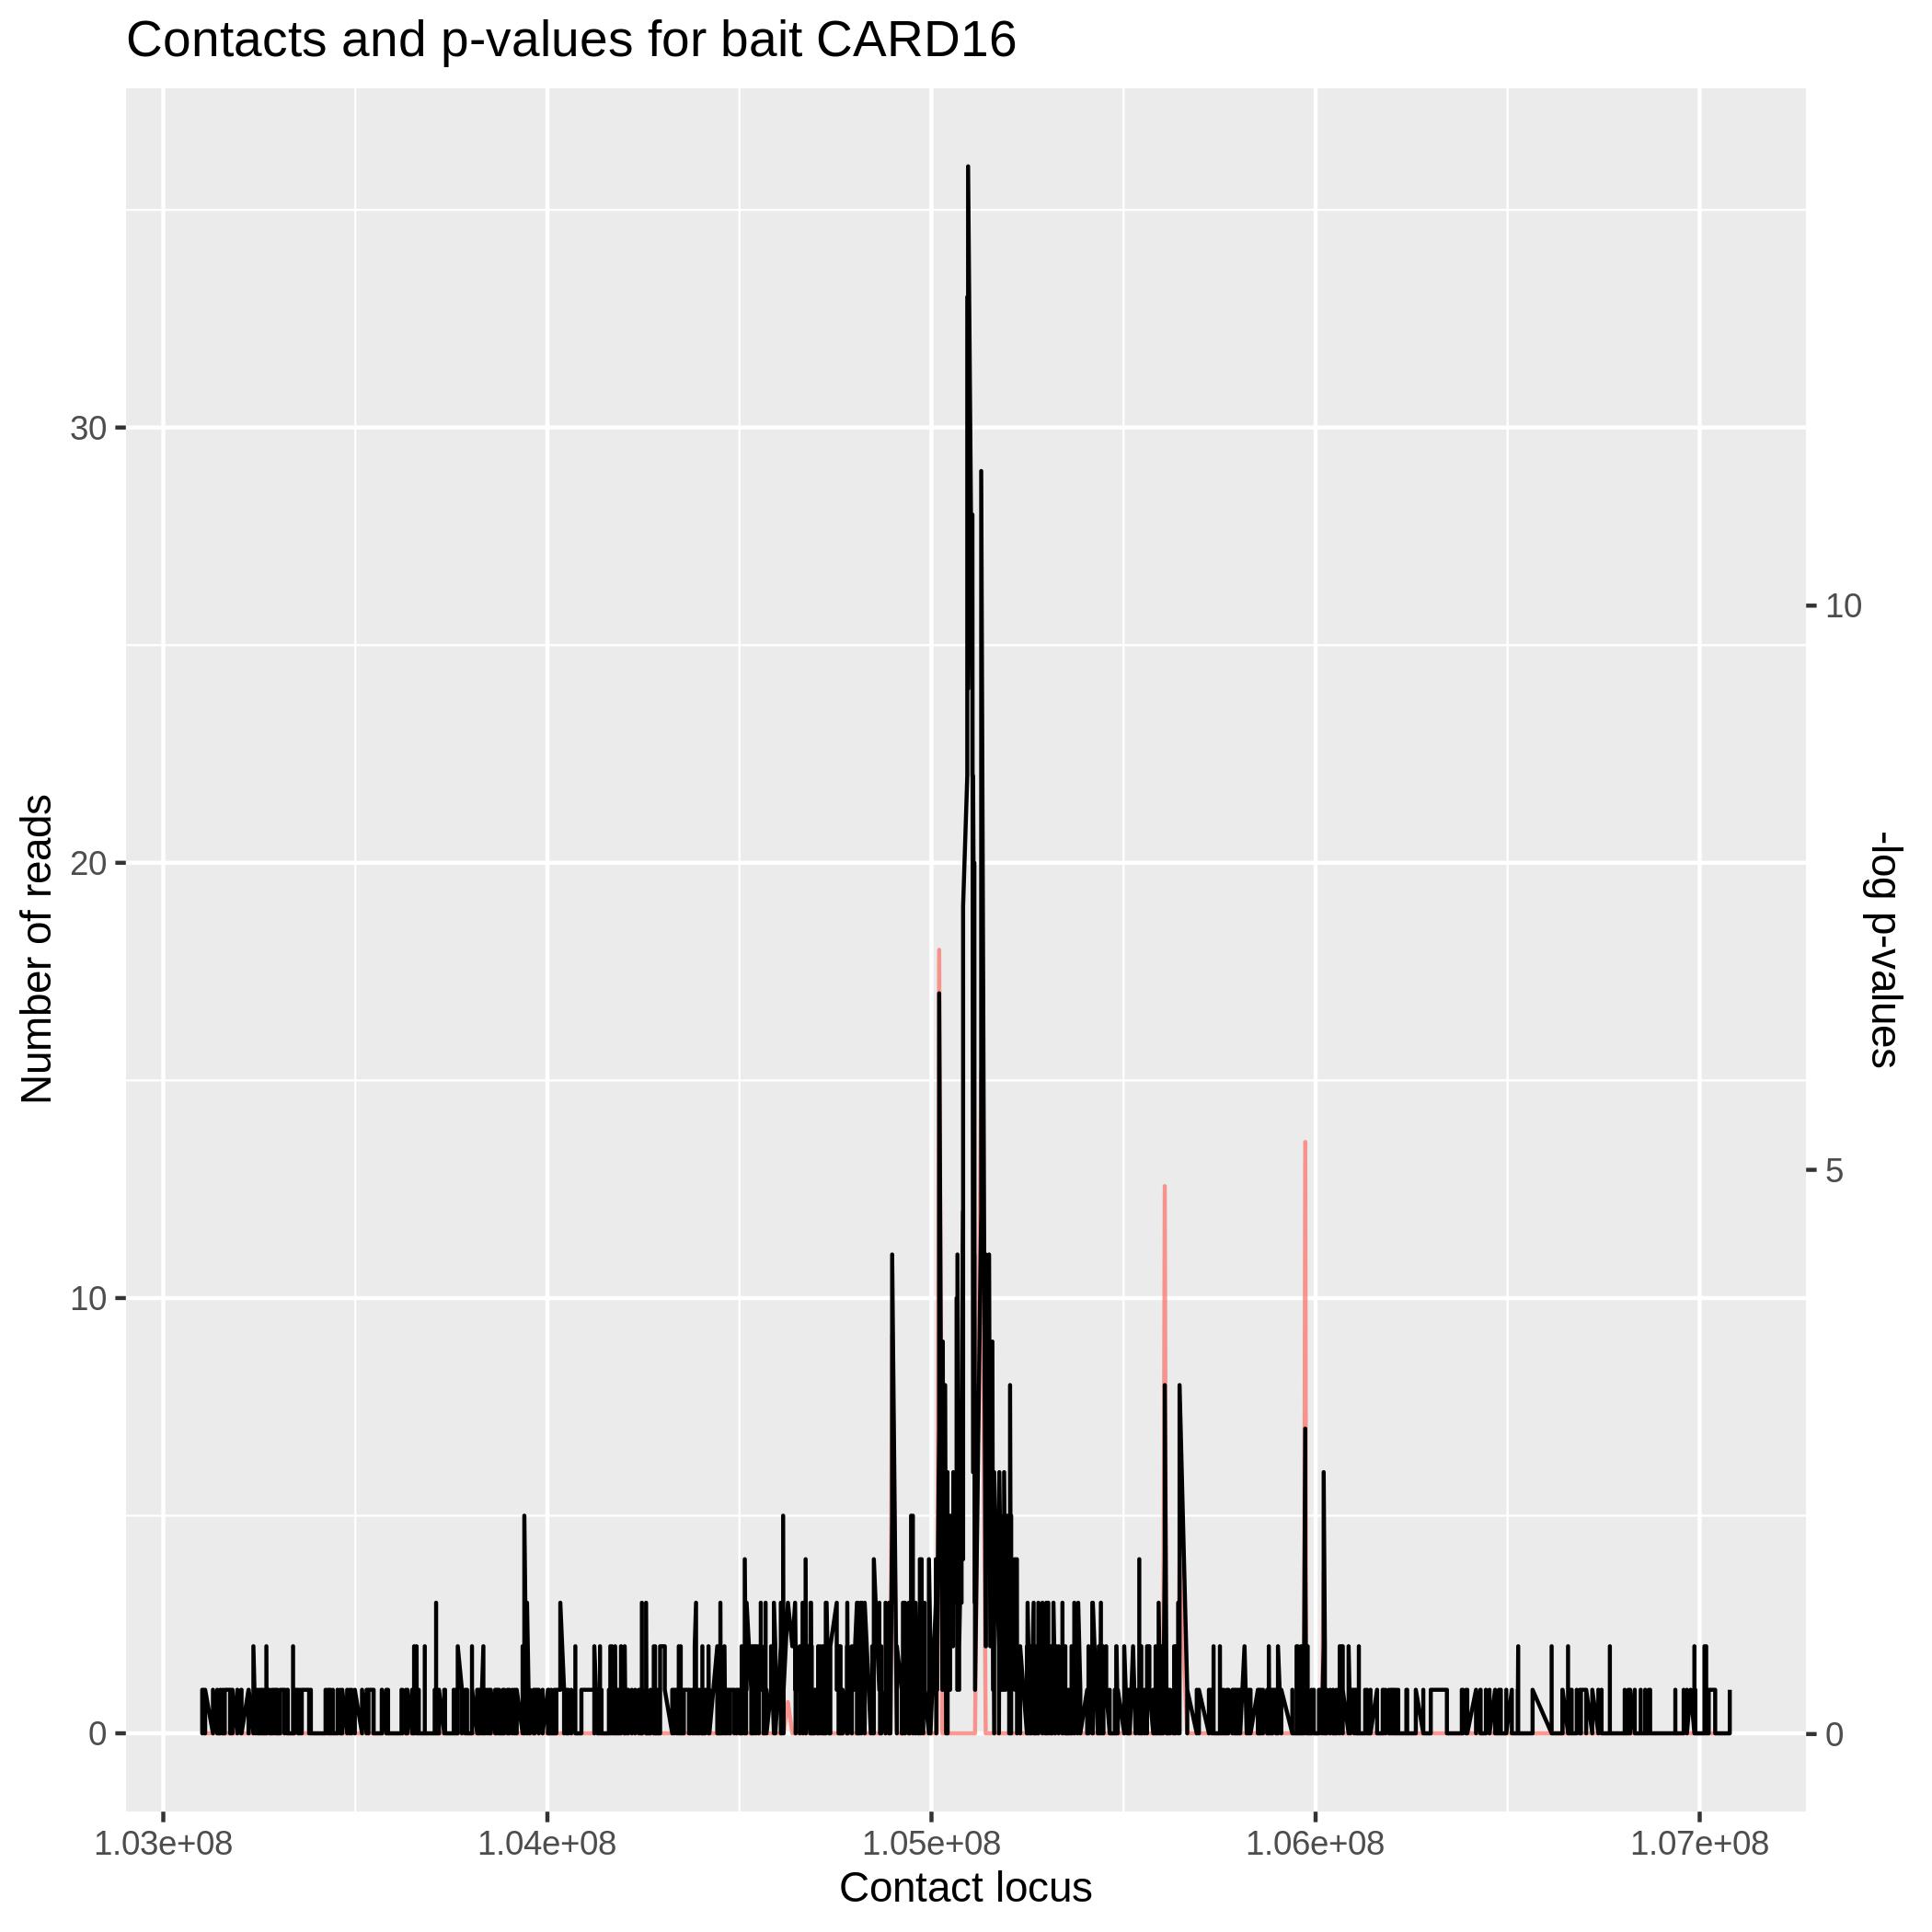 Contacts and p-values for bait CARD16
Number of reads
30
20
10
0
10
5
0
-log p-values
1.03e+08
1.04e+08
1.05e+08
1.06e+08
1.07e+08
Contact locus